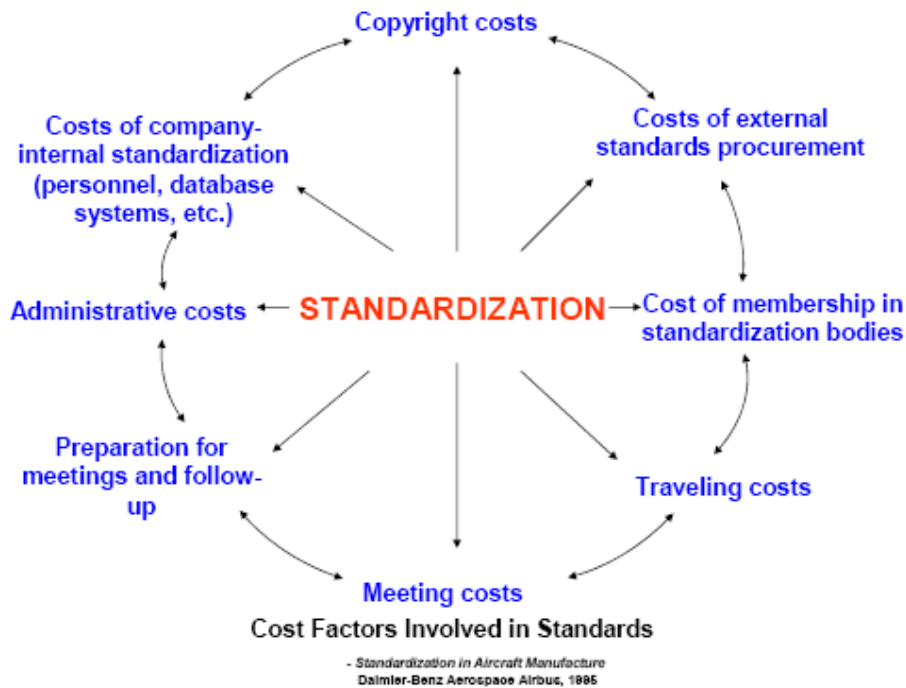 Copyright costs
Costs of external
standards procurement
Costs of company-
internal standardization
(personnel, database
systems, etc.)
Administrative costs
STANDARDIZATION
Cost of membership in
standardization bodies
Preparation for
meetings and follow-
up
Traveling costs
Meeting costs
Cost Factors Involved in Standards
- Standardization in Aircraft Manufacture
Daimler-Benz Aerospace Airbus, 1995